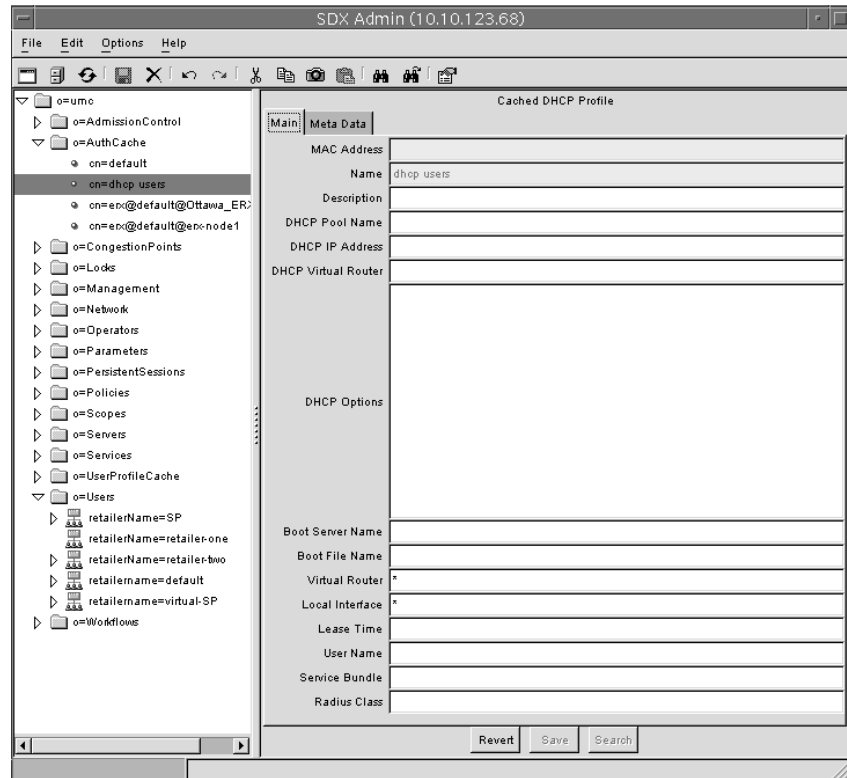 SDX Admin (10.10.123.68)
File Edit Options Help
o=umc
o=AdmissionControl
o=AuthCache
cn=default
cn=dhcp users
cn=erx@default@Ottawa_ERX
cn=erx@default@erx-node1
o=CongestionPoints
o=Locks
o=Management
o=Network
o=Operators
o=Parameters
o=PersistentSessions
o=Policies
o=Scopes
o=Servers
o=Services
o=UserProfileCache
o=Users
retailerName=SP
retailerName=retailer-one
retailerName=retailer-two
retailername=default
retailername=virtual-SP
o=Workflows
Cached DHCP Profile
Main Meta Data
MAC Address
Name dhcp users
Description
DHCP Pool Name
DHCP IP Address
DHCP Virtual Router
DHCP Options
Boot Server Name
Boot File Name
Virtual Router *
Local Interface *
Lease Time
User Name
Service Bundle
Radius Class
Revert Save Search